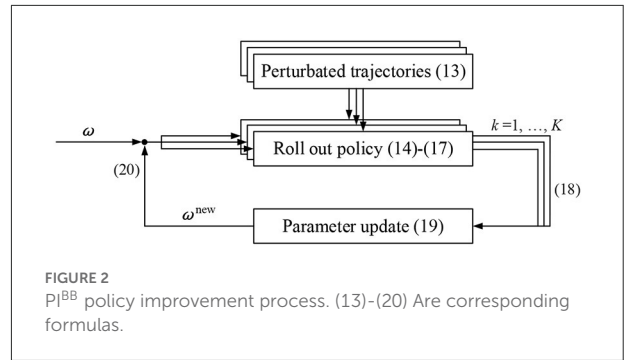 Perturbated trajectories (13)
k =1, …, K
ω
Roll out policy (14)-(17)
(20)
(18)
ω^new
Parameter update (19)
FIGURE 2
PI^BB policy improvement process. (13)-(20) Are corresponding
formulas.